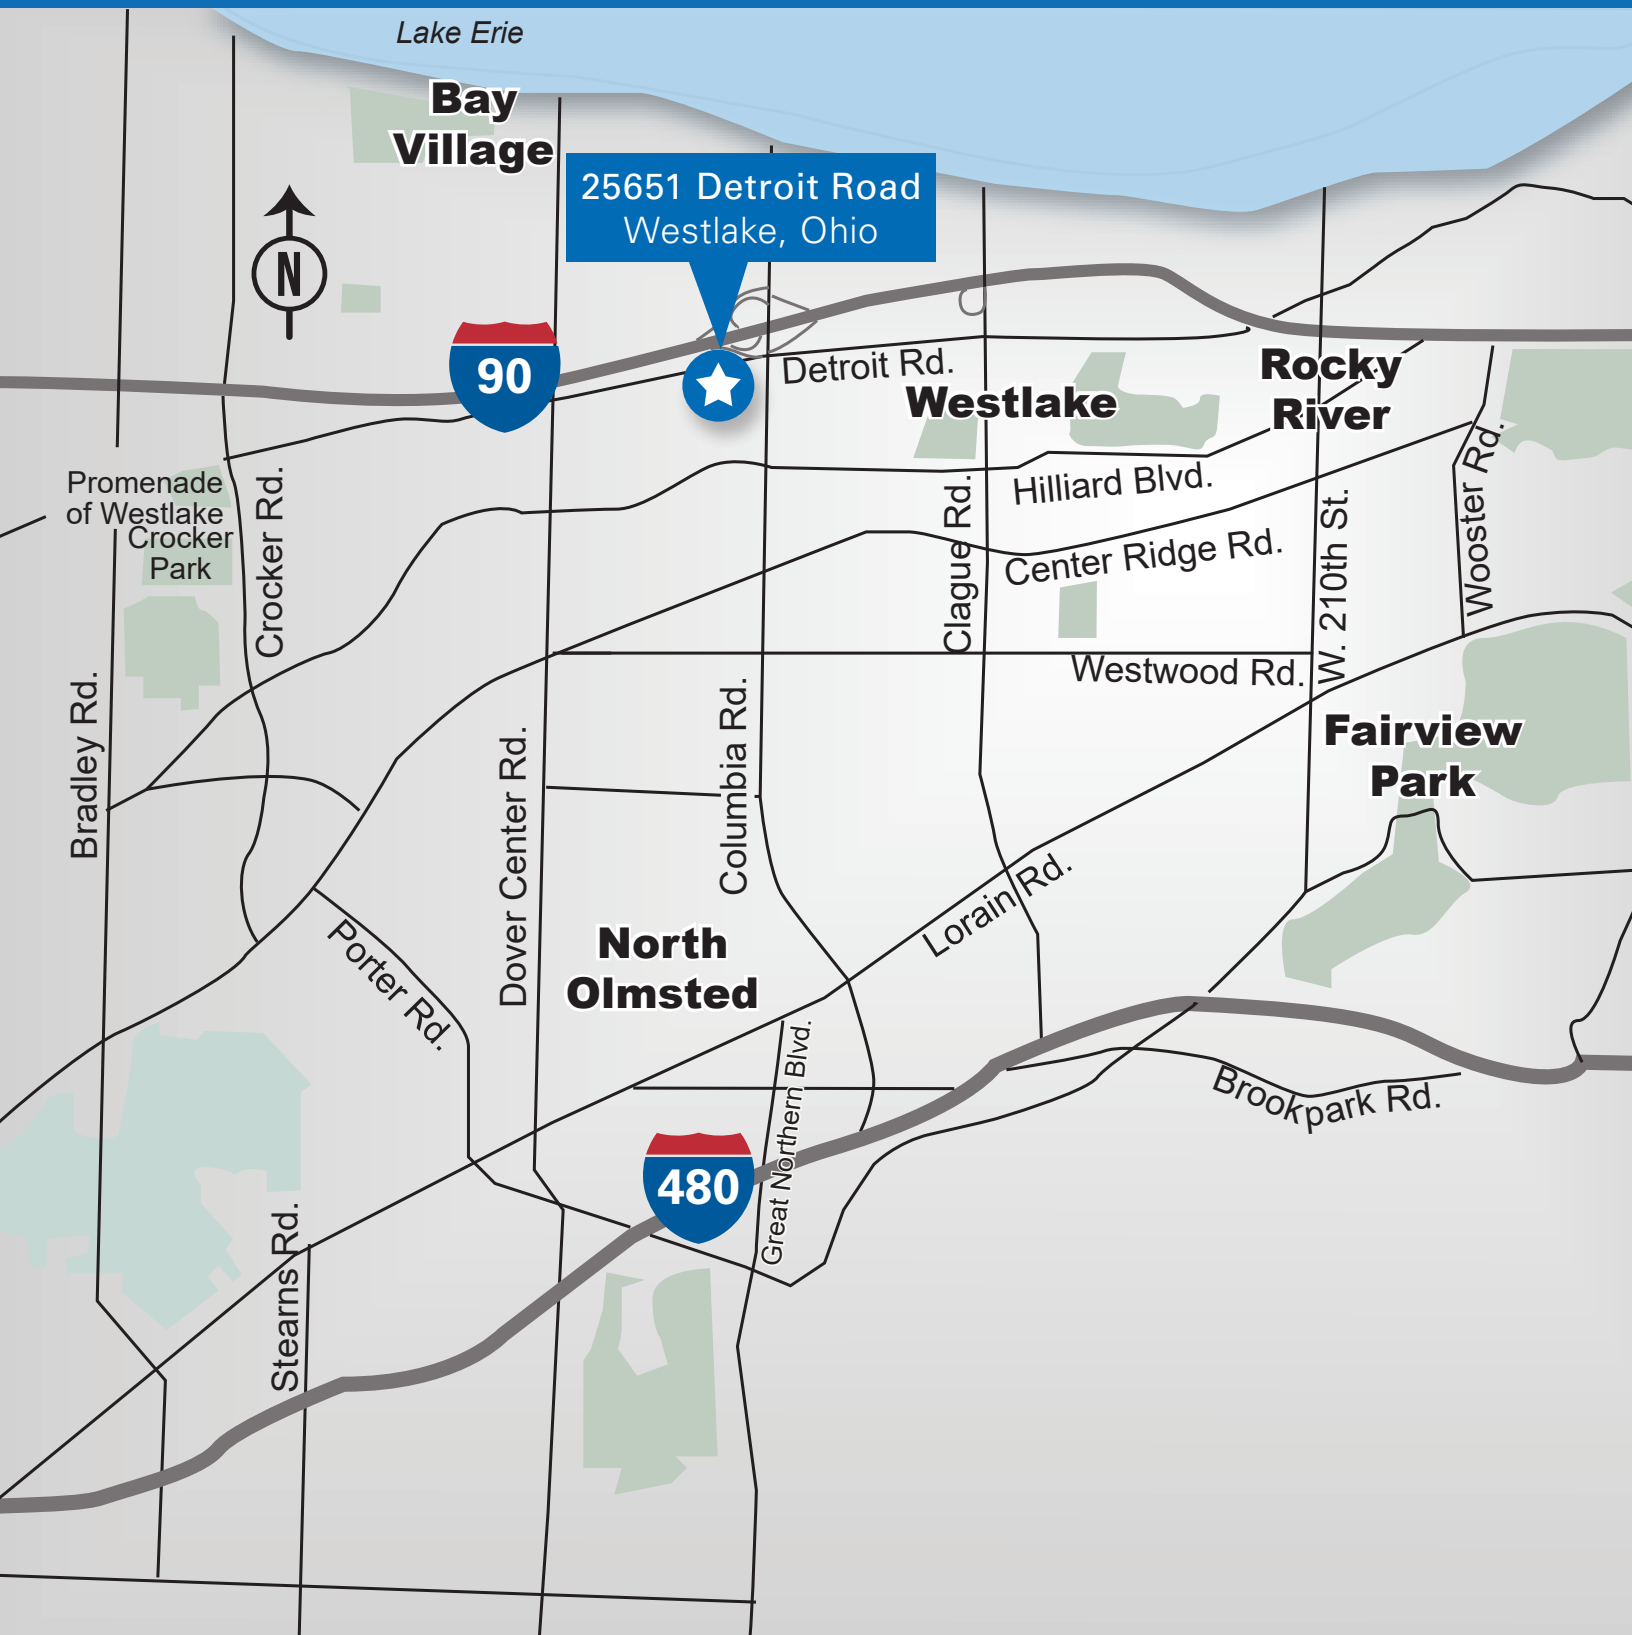 Lake Erie
Bay
Village
25651 Detroit Road
Westlake, Ohio
N
90
Detroit Rd.
Westlake
Rocky
River
Promenade
of Westlake
Crocker
Park
Crocker Rd.
Hilliard Blvd.
Center Ridge Rd.
Clague Rd.
W. 210th St.
Wooster Rd.
Westwood Rd.
Bradley Rd.
Dover Center Rd.
Columbia Rd.
Fairview
Park
Porter Rd.
North
Olmsted
Lorain Rd.
Great Northern Blvd.
Brookpark Rd.
480
Stearns Rd.